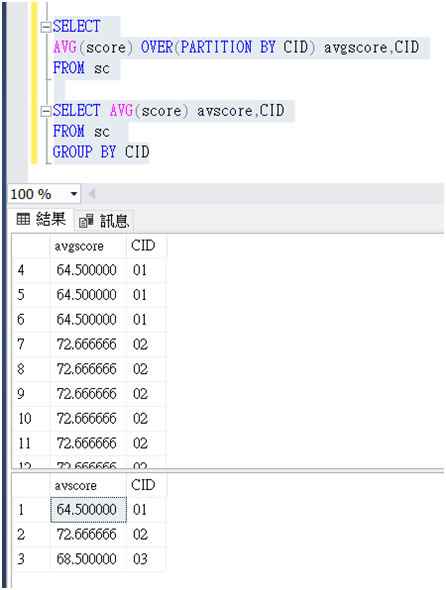 SELECT
AVG(score) OVER(PARTITION BY CID) avgscore,CID
FROM sc
SELECT AVG(score) avscore,CID
FROM sc
GROUP BY CID
100 %
結果 訊息
avgscore CID
4 64.500000 01
5 64.500000 01
6 64.500000 01
7 72.666666 02
8 72.666666 02
9 72.666666 02
10 72.666666 02
11 72.666666 02
12 72.666666 02
avscore CID
1 64.500000 01
2 72.666666 02
3 68.500000 03